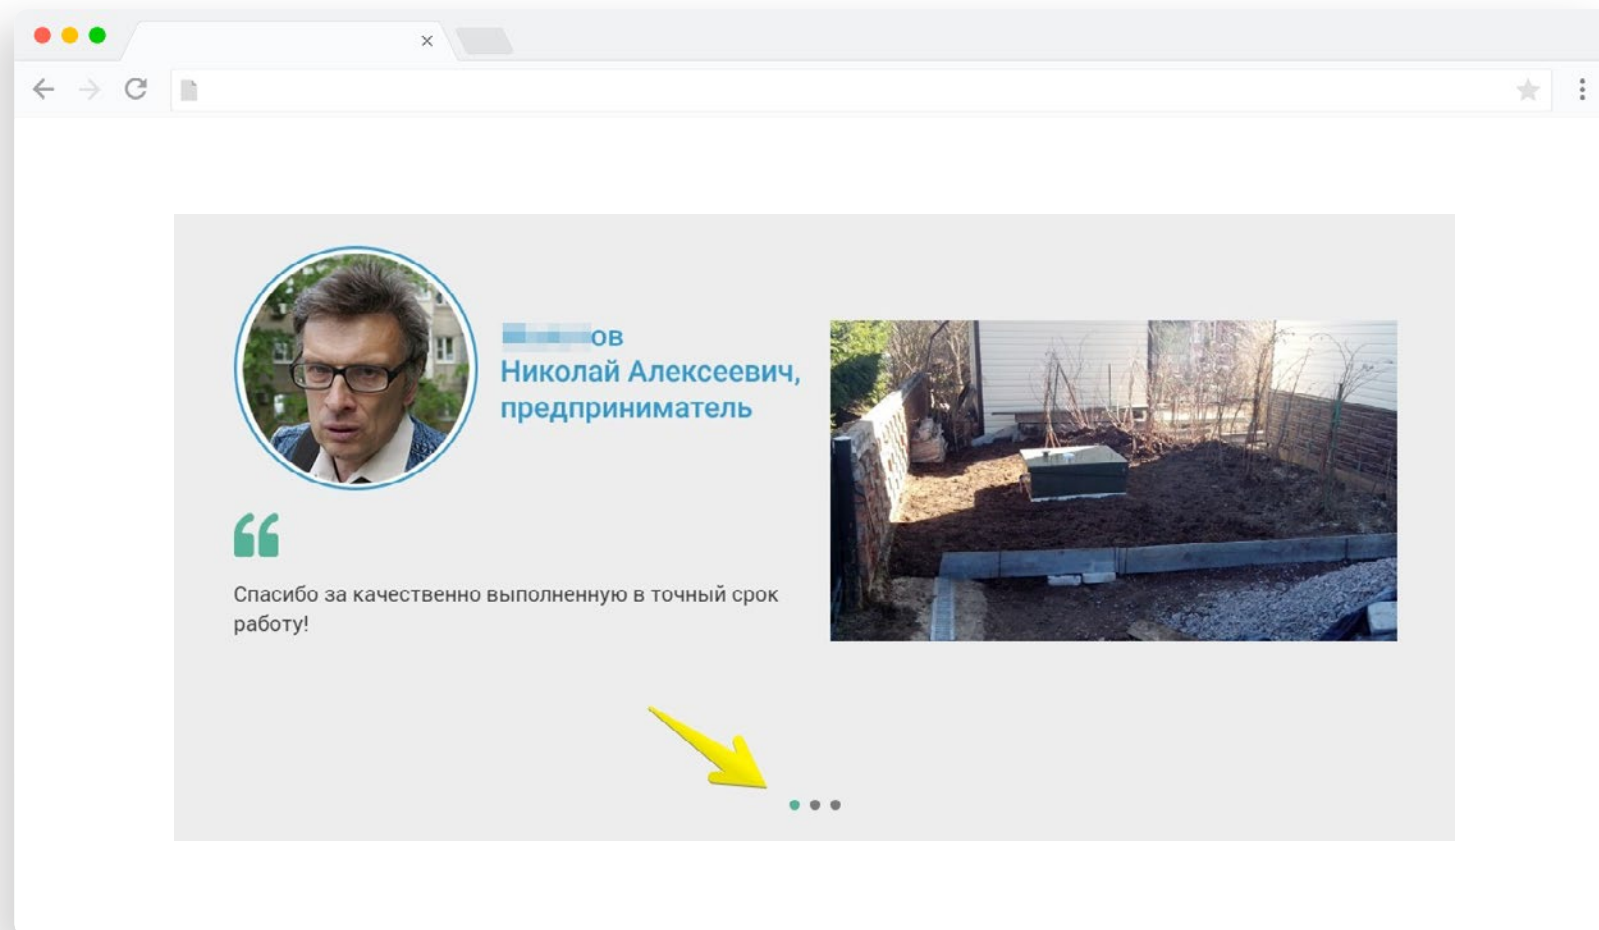 ов
Николай Алексеевич,
предприниматель
Спасибо за качественно выполненную в точный срок
работу!